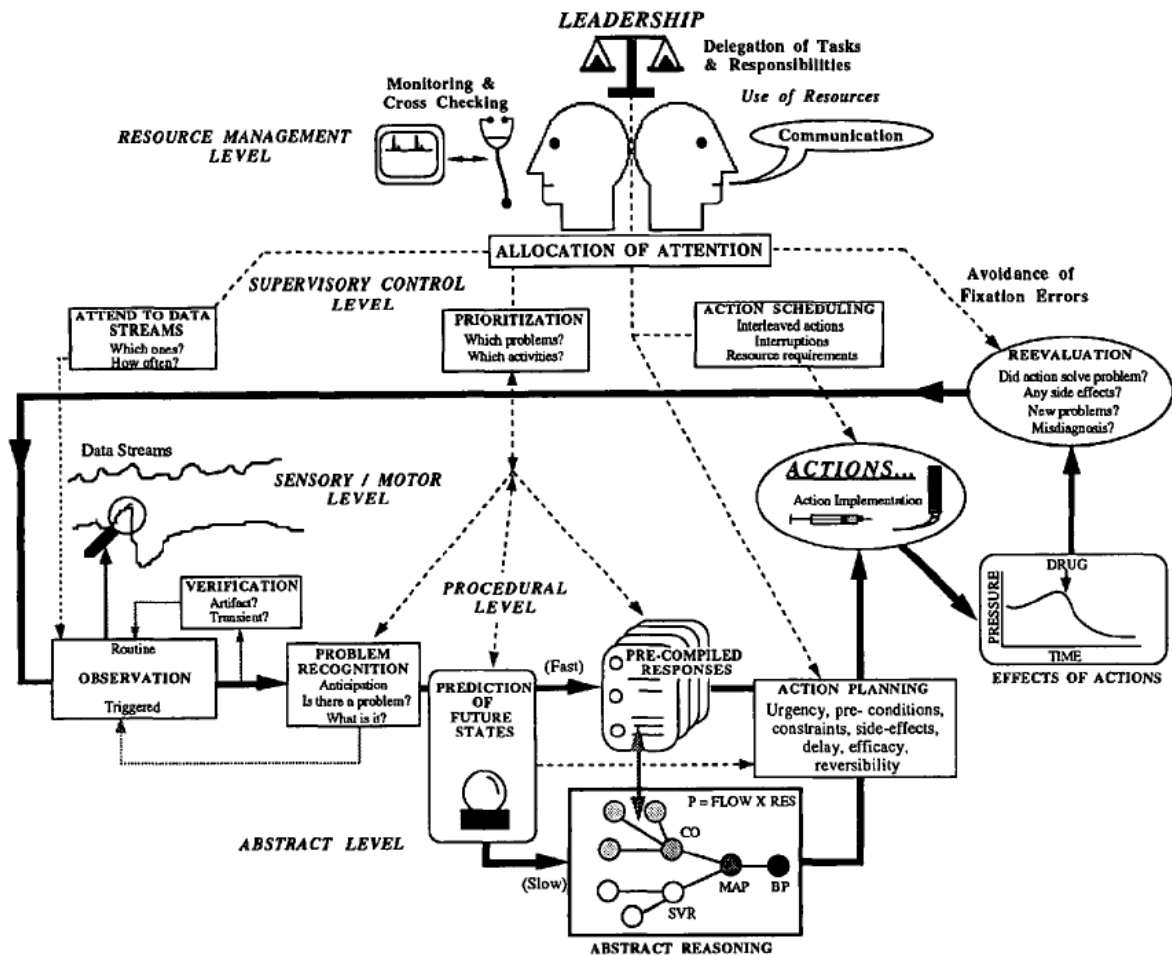 LEADERSHIP
Delegation of Tasks
& Responsibilities
Monitoring &
Cross Checking
Use of Resources
RESOURCE MANAGEMENT
LEVEL
Communication
ALLOCATION OF ATTENTION
SUPERVISORY CONTROL
LEVEL
Avoidance of
Fixation Errors
ATTEND TO DATA
STREAMS
Which ones?
How often?
PRIORITIZATION
Which problems?
Which activities?
ACTION SCHEDULING
Interleaved actions
Interruptions
Resource requirements
REEVALUATION
Did action solve problem?
Any side effects?
New problems?
Misdiagnosis?
Data Streams
SENSORY / MOTOR
LEVEL
ACTIONS...
Action Implementation
VERIFICATION
Artifact?
Transient?
PROCEDURAL
LEVEL
DRUG
PRESSURE
TIME
EFFECTS OF ACTIONS
Routine
OBSERVATION
Triggered
PROBLEM
RECOGNITION
Anticipation
Is there a problem?
What is it?
PREDICTION
OF
FUTURE
STATES
(Fast)
PRE-COMPILED
RESPONSES
ACTION PLANNING
Urgency, pre- conditions,
constraints, side-effects,
delay, efficacy,
reversibility
ABSTRACT LEVEL
(Slow)
P = FLOW X RES
CO
MAP
BP
SVR
ABSTRACT REASONING